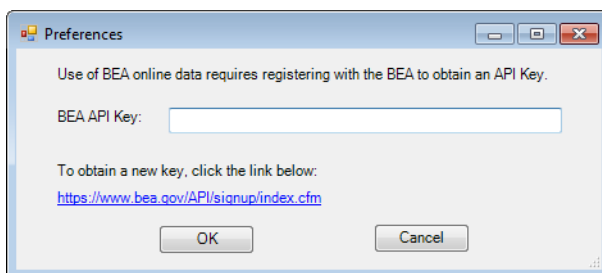 Preferences
Use of BEA online data requires registering with the BEA to obtain an API Key.
BEA API Key:
To obtain a new key, click the link below:
https://www.bea.gov/API/signup/index.cfm
OK Cancel